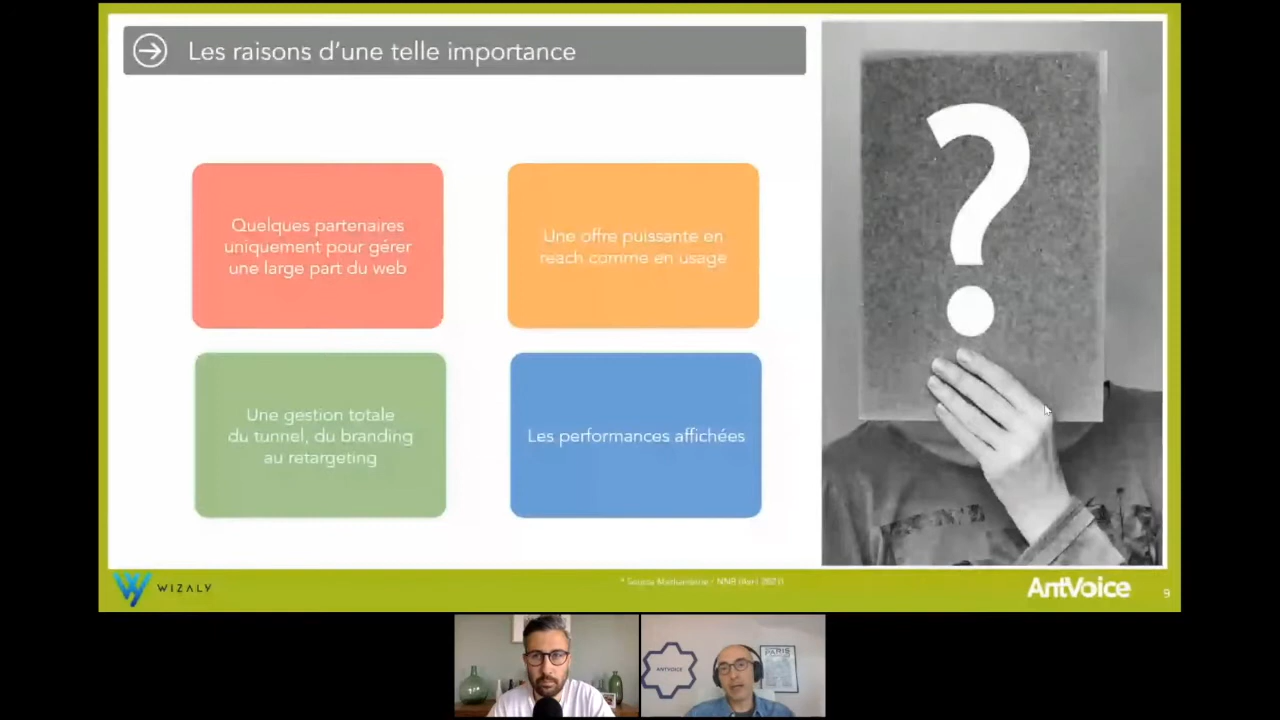 Les raisons d'une telle importance
?
Quelques partenaires
uniquement pour gérer
une large part du web
Une offre puissante en
reach comme en usage
Une gestion totale
du tunnel, du branding
au retargeting
Les performances affichées
WIZALY
AntVoice
9
ANTVOICE
PARIS